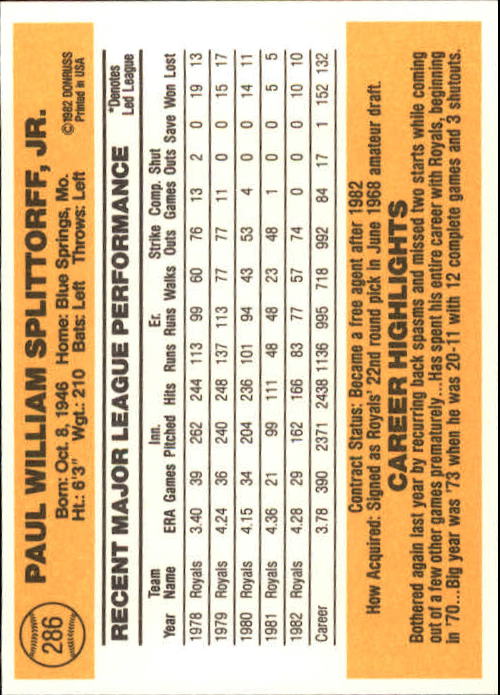 286
PAUL WILLIAM SPLITTORFF, JR.
Born: Oct. 8, 1946 Home: Blue Springs, Mo.
Ht.: 6'3" Wgt.: 210 Bats: Left Throws: Left
©1982 DONRUSS
Printed in USA
RECENT MAJOR LEAGUE PERFORMANCE
*Denotes
Led League
Team Inn. Er. Strike Comp. Shut
Year Name ERA Games Pitched Hits Runs Runs Walks Outs Games Outs Save Won Lost
1978 Royals 3.40 39 262 244 113 99 60 76 13 2 0 19 13
1979 Royals 4.24 36 240 248 137 113 77 77 11 0 0 15 17
1980 Royals 4.15 34 204 236 101 94 43 53 4 0 0 14 11
1981 Royals 4.36 21 99 111 48 48 23 48 1 0 0 5 5
1982 Royals 4.28 29 162 166 83 77 57 74 0 0 0 10 10
Career 3.78 390 2371 2438 1136 995 718 992 84 17 1 152 132
Contract Status: Became a free agent after 1982
How Acquired: Signed as Royals' 22nd round pick in June 1968 amateur draft.
CAREER HIGHLIGHTS
Bothered again last year by recurring back spasms and missed two starts while coming
out of a few other games prematurely...Has spent his entire career with Royals, beginning
in '70...Big year was '73 when he was 20-11 with 12 complete games and 3 shutouts...